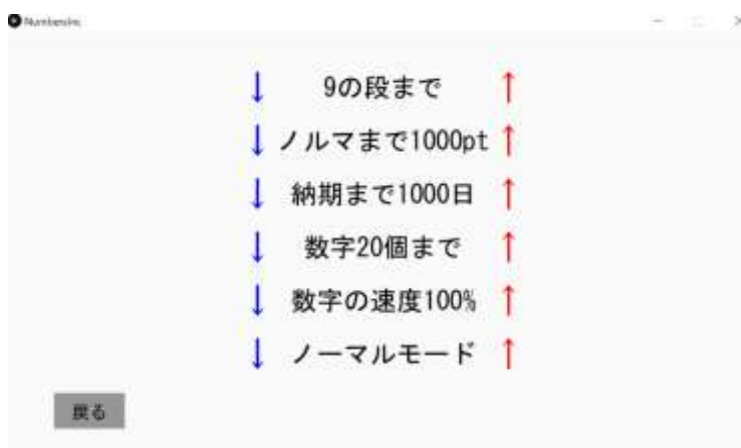 NumbersInc
↓ 9の段まで ↑
↓ ノルマまで1000pt ↑
↓ 納期まで1000日 ↑
↓ 数字20個まで ↑
↓ 数字の速度100% ↑
↓ ノーマルモード ↑
戻る